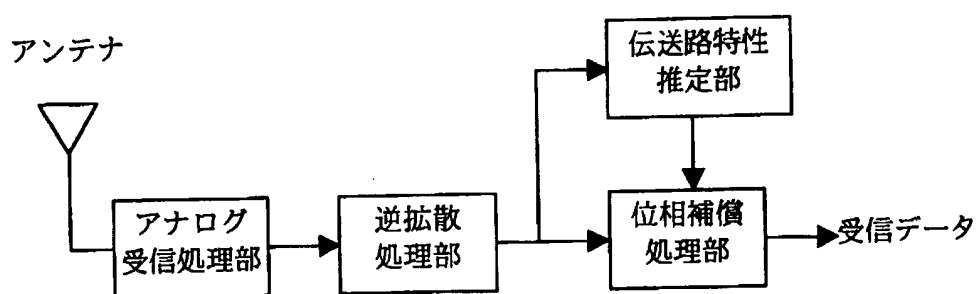 アンテナ
伝送路特性
推定部
アナログ
受信処理部
逆拡散
処理部
位相補償
処理部
受信データ